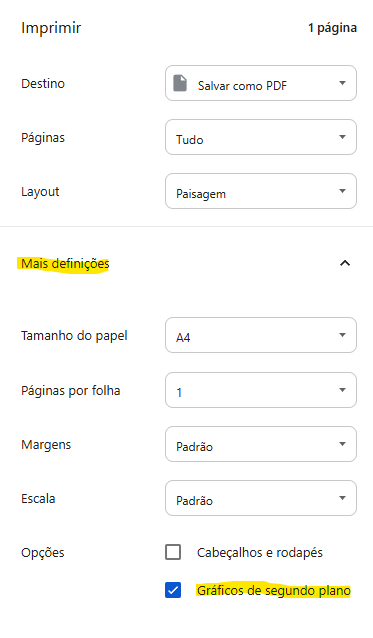 Imprimir 1 página
Destino Salvar como PDF
Páginas Tudo
Layout Paisagem
Mais definições
Tamanho do papel A4
Páginas por folha 1
Margens Padrão
Escala Padrão
Opções Cabeçalhos e rodapés
Gráficos de segundo plano